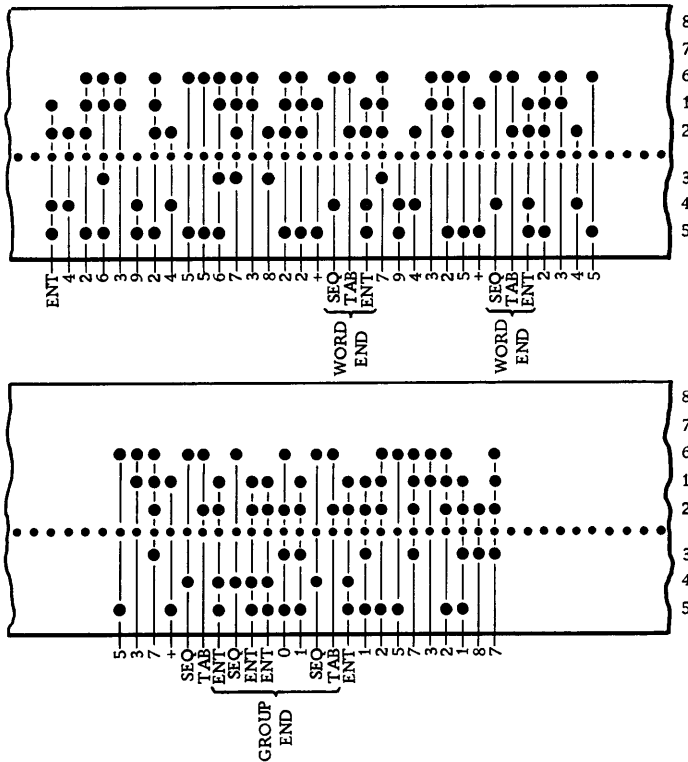 8
7
6
1
2
3
4
5
ENT 4 2 6 3 9 2 4 5 5 6 7 3 8 2 2 + SEQ TAB ENT 7 9 4 3 2 5 + SEQ TAB ENT 2 3 4 5
WORD
END
WORD
END
8
7
6
1
2
3
4
5
5 3 7 + SEQ TAB ENT SEQ ENT ENT 0 1 SEQ TAB ENT 1 2 5 7 3 2 1 8 7
GROUP
END